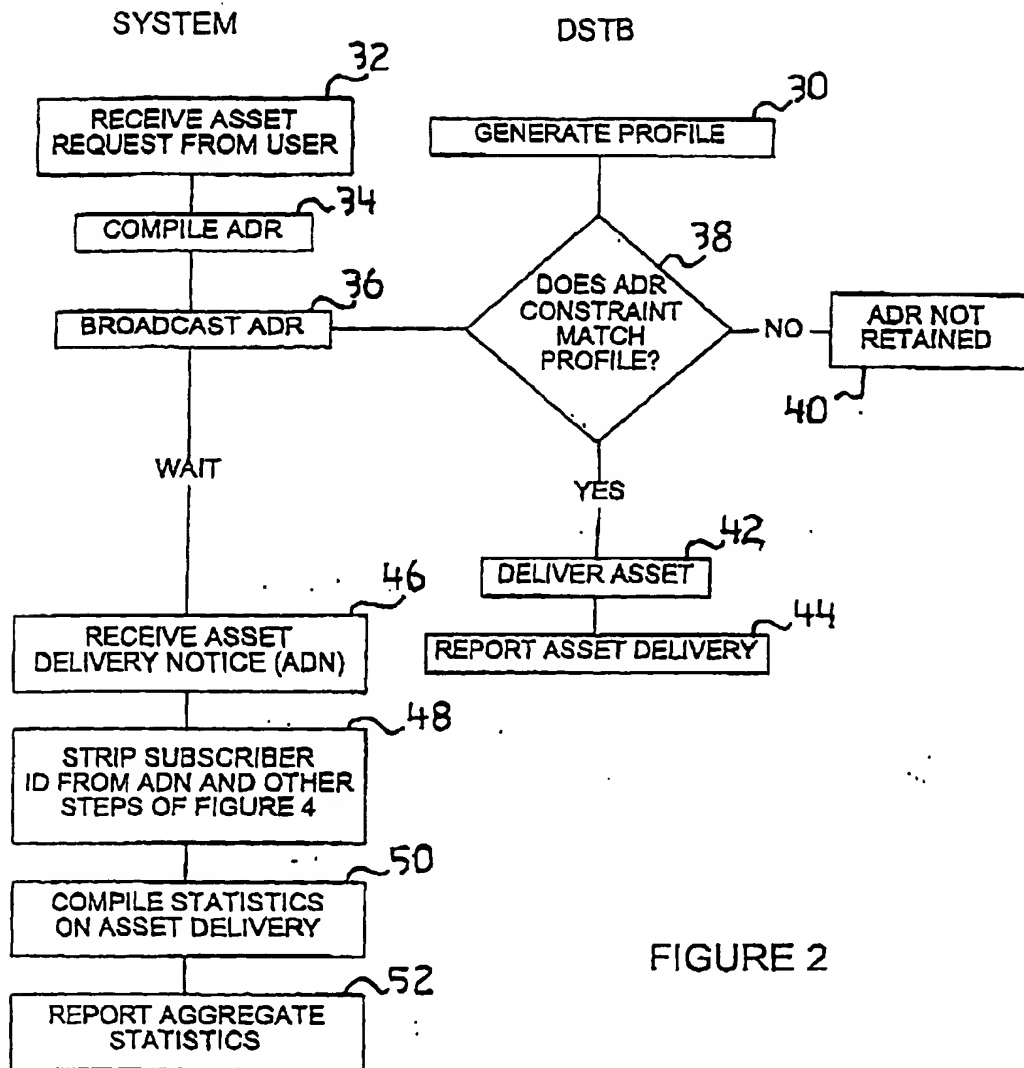 SYSTEM
DSTB
32
RECEIVE ASSET
REQUEST FROM USER
30
GENERATE PROFILE
34
COMPILE ADR
36
BROADCAST ADR
38
DOES ADR
CONSTRAINT
MATCH
PROFILE?
NO
ADR NOT
RETAINED
40
WAIT
YES
42
DELIVER ASSET
44
REPORT ASSET DELIVERY
46
RECEIVE ASSET
DELIVERY NOTICE (ADN)
48
STRIP SUBSCRIBER
ID FROM ADN AND OTHER
STEPS OF FIGURE 4
50
COMPILE STATISTICS
ON ASSET DELIVERY
52
REPORT AGGREGATE
STATISTICS
FIGURE 2